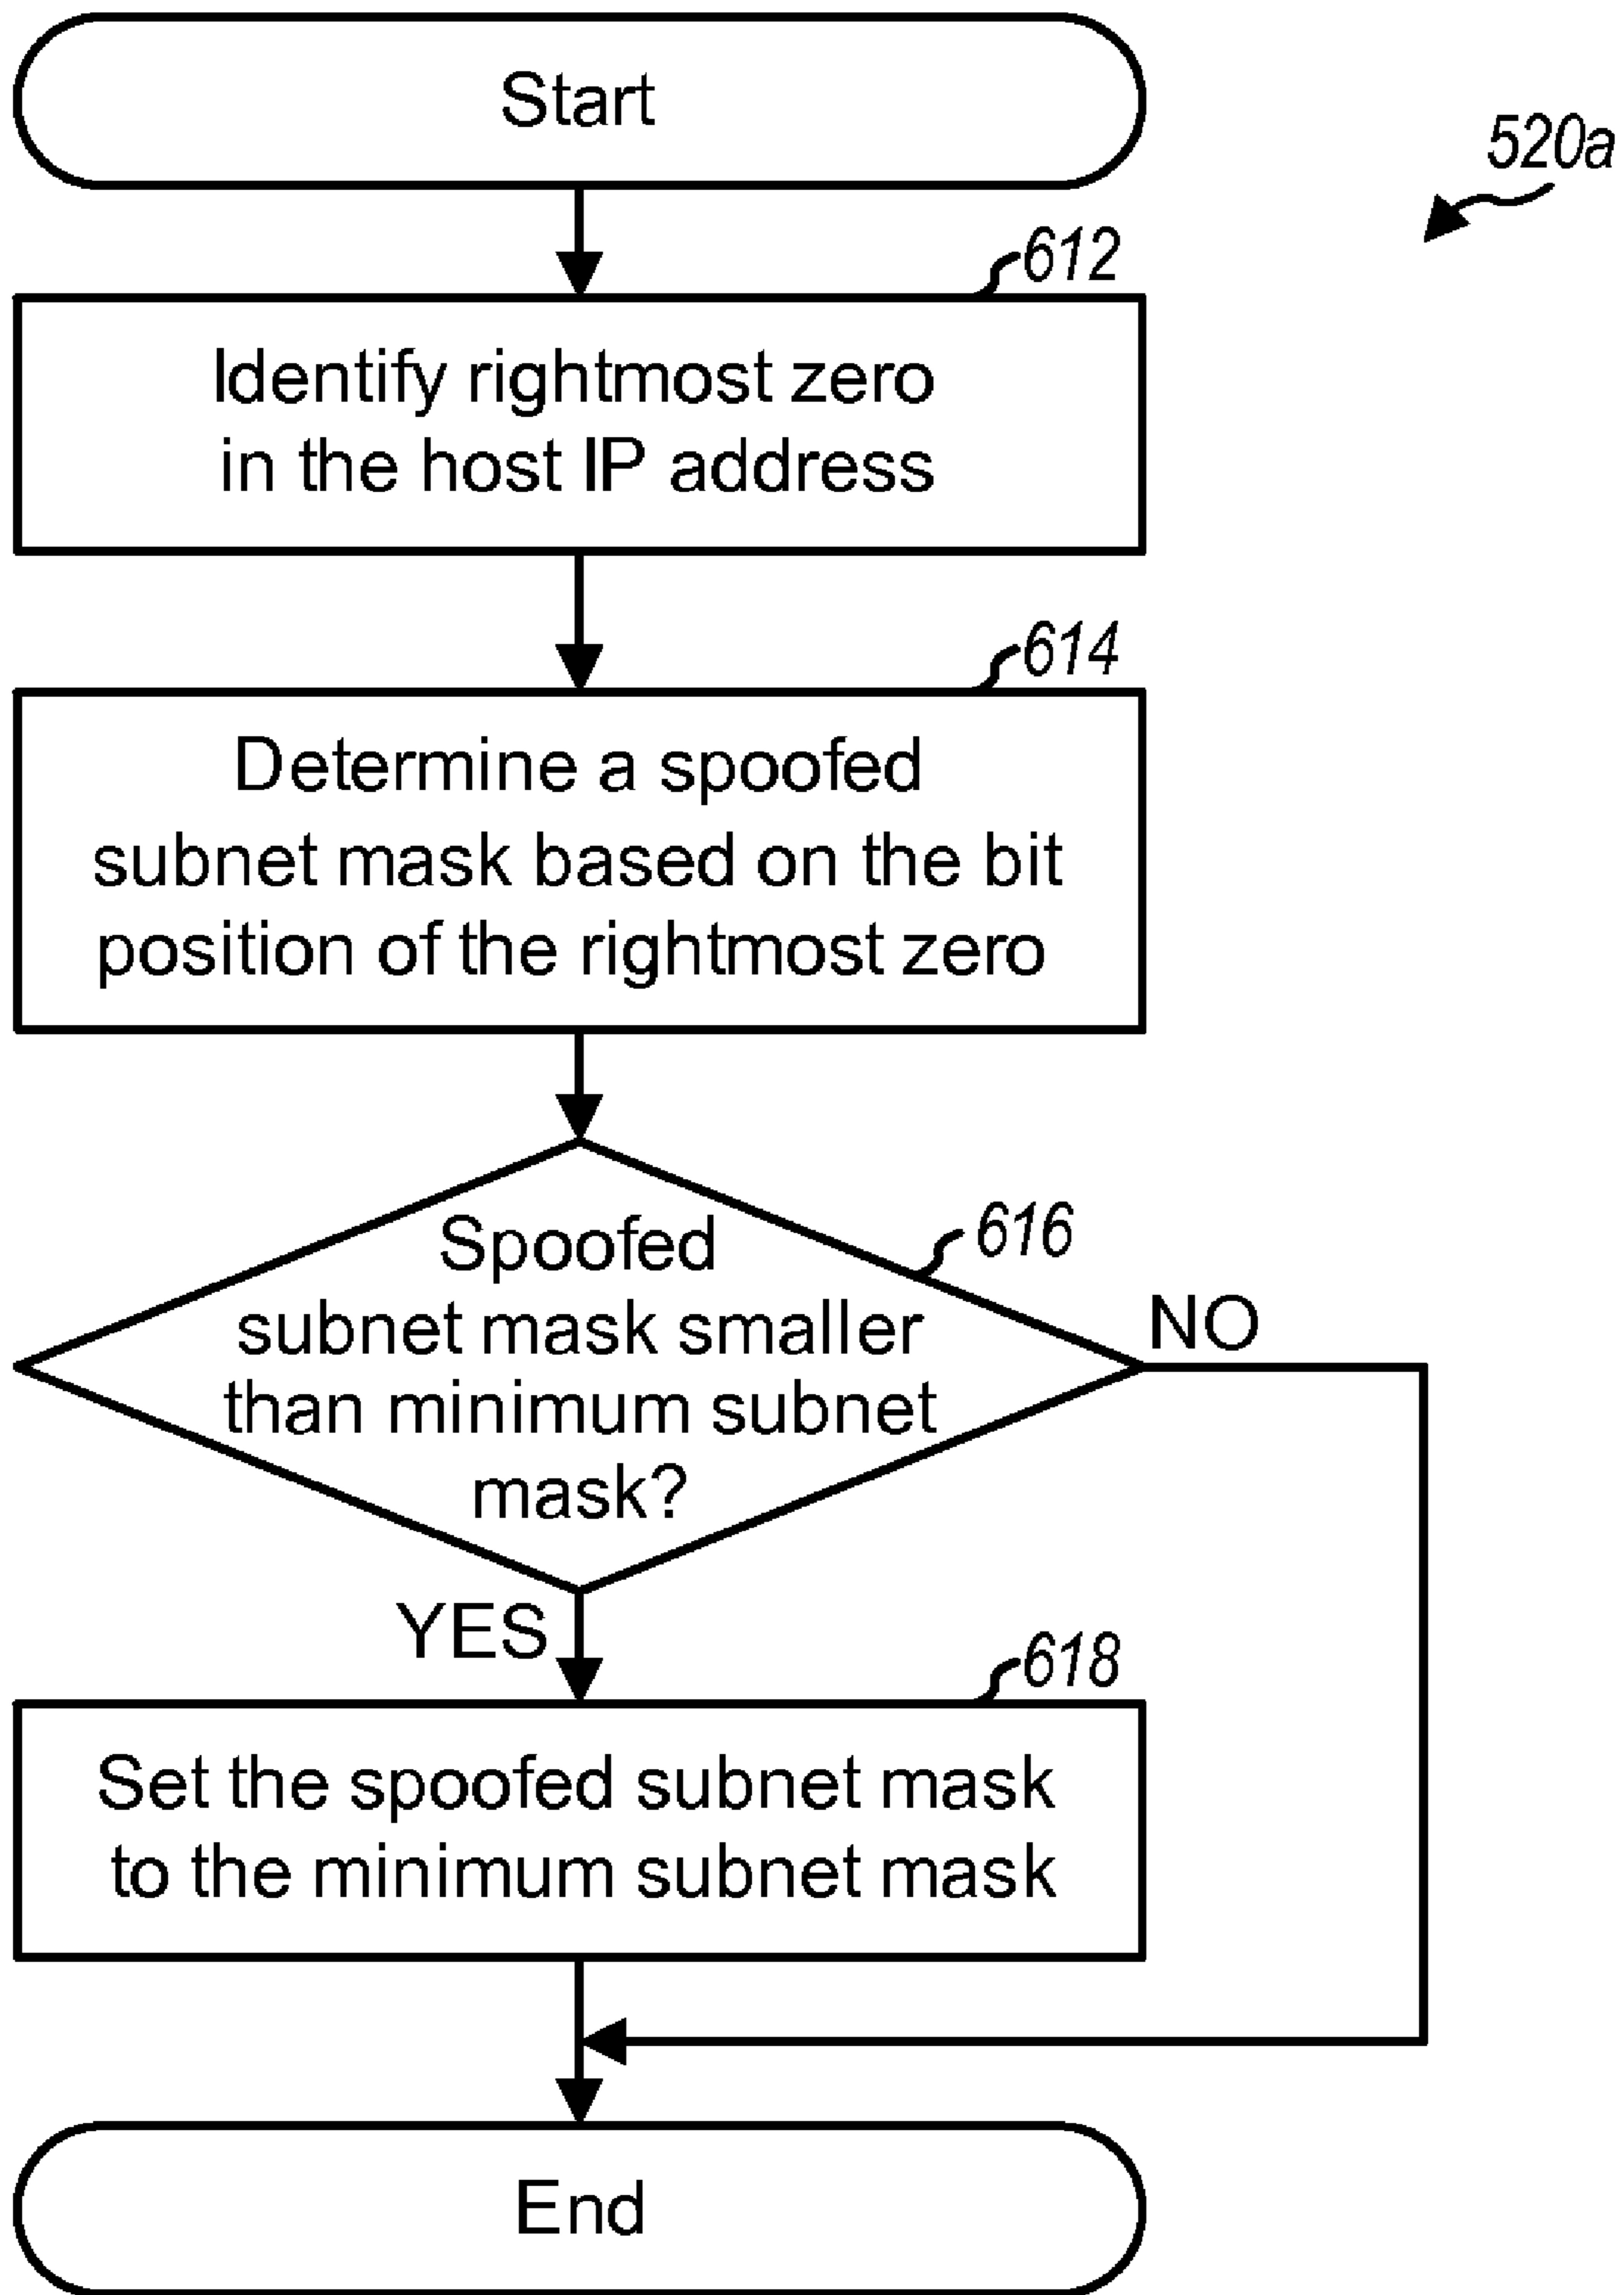 Start
520a
612
Identify rightmost zero
in the host IP address
614
Determine a spoofed
subnet mask based on the bit
position of the rightmost zero
616
Spoofed
subnet mask smaller
than minimum subnet
mask?
NO
YES
618
Set the spoofed subnet mask
to the minimum subnet mask
End